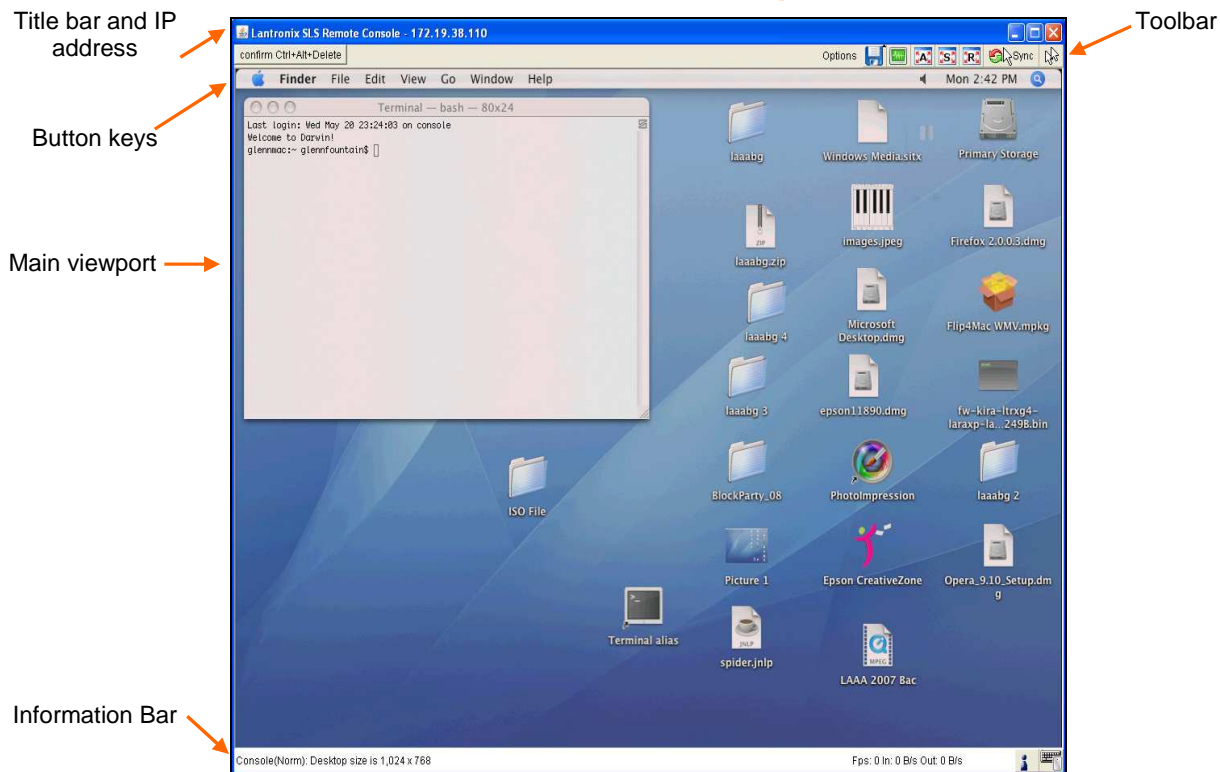 Title bar and IP
address
Toolbar
Button keys
Main viewport
Information Bar
Lantronix SLS Remote Console - 172.19.38.110
confirm Ctrl+Alt+Delete
Options
A
S
R
Sync
Finder File Edit View Go Window Help
Mon 2:42 PM
Terminal — bash — 80x24
Last login: Wed May 20 23:24:03 on console
Welcome to Darwin!
glennmac:~ glennfountain$
laaabg
Windows Media.sitx
Primary Storage
ZIP
laaabg.zip
images.jpeg
Firefox 2.0.0.3.dmg
laaabg 4
Microsoft
Desktop.dmg
Flip4Mac WMV.mpkg
laaabg 3
epson11890.dmg
fw-kira-ltrxg4-
laraxp-la...249B.bin
ISO File
BlockParty_08
PhotoImpression
laaabg 2
Picture 1
Epson CreativeZone
Opera_9.10_Setup.dm
g
Terminal alias
JNLP
spider.jnlp
MPEG
LAAA 2007 Bac
Console(Norm): Desktop size is 1,024 x 768
Fps: 0 In: 0 B/s Out: 0 B/s